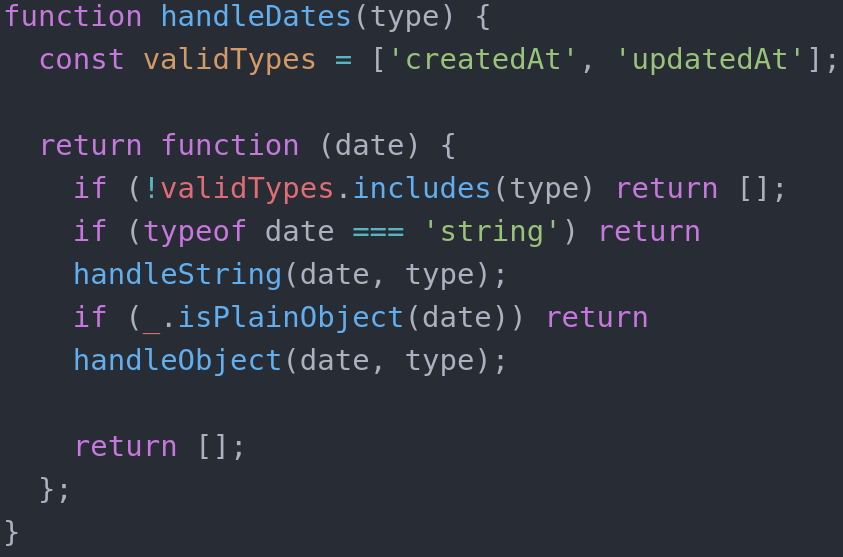 function handleDates(type) {
  const validTypes = ['createdAt', 'updatedAt'];

  return function (date) {
    if (!validTypes.includes(type) return [];
    if (typeof date === 'string') return
    handleString(date, type);
    if (_.isPlainObject(date)) return
    handleObject(date, type);

    return [];
  };
}